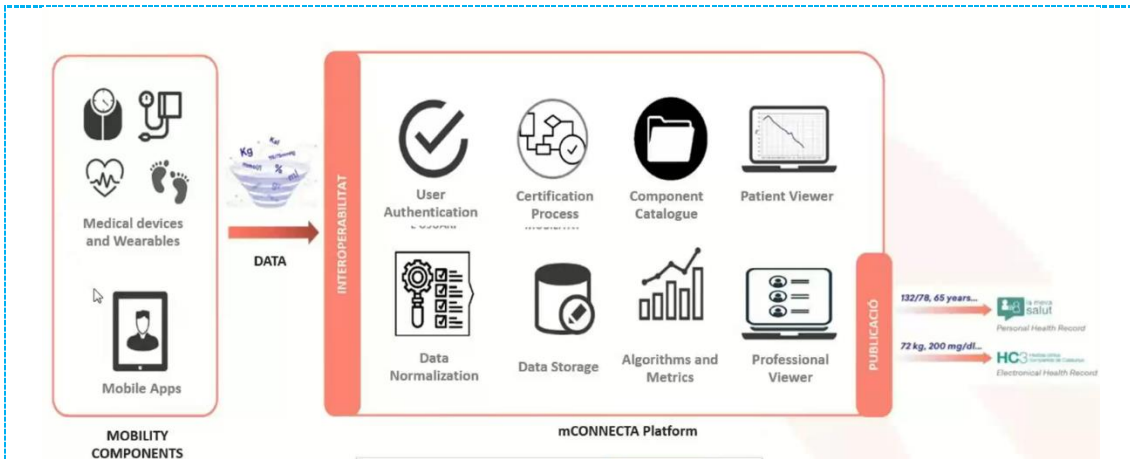 Medical devices
and Wearables
Mobile Apps
MOBILITY
COMPONENTS
Kg
%
DATA
INTEROPERABILITAT
User
Authentication
Certification
Process
Component
Catalogue
Patient Viewer
Data
Normalization
Data Storage
Algorithms and
Metrics
Professional
Viewer
mCONNECTA Platform
PUBLICACIÓ
132/78, 65 years...
la meva
salut
Personal Health Record
72 kg, 200 mg/dl...
HC3
Electronical Health Record